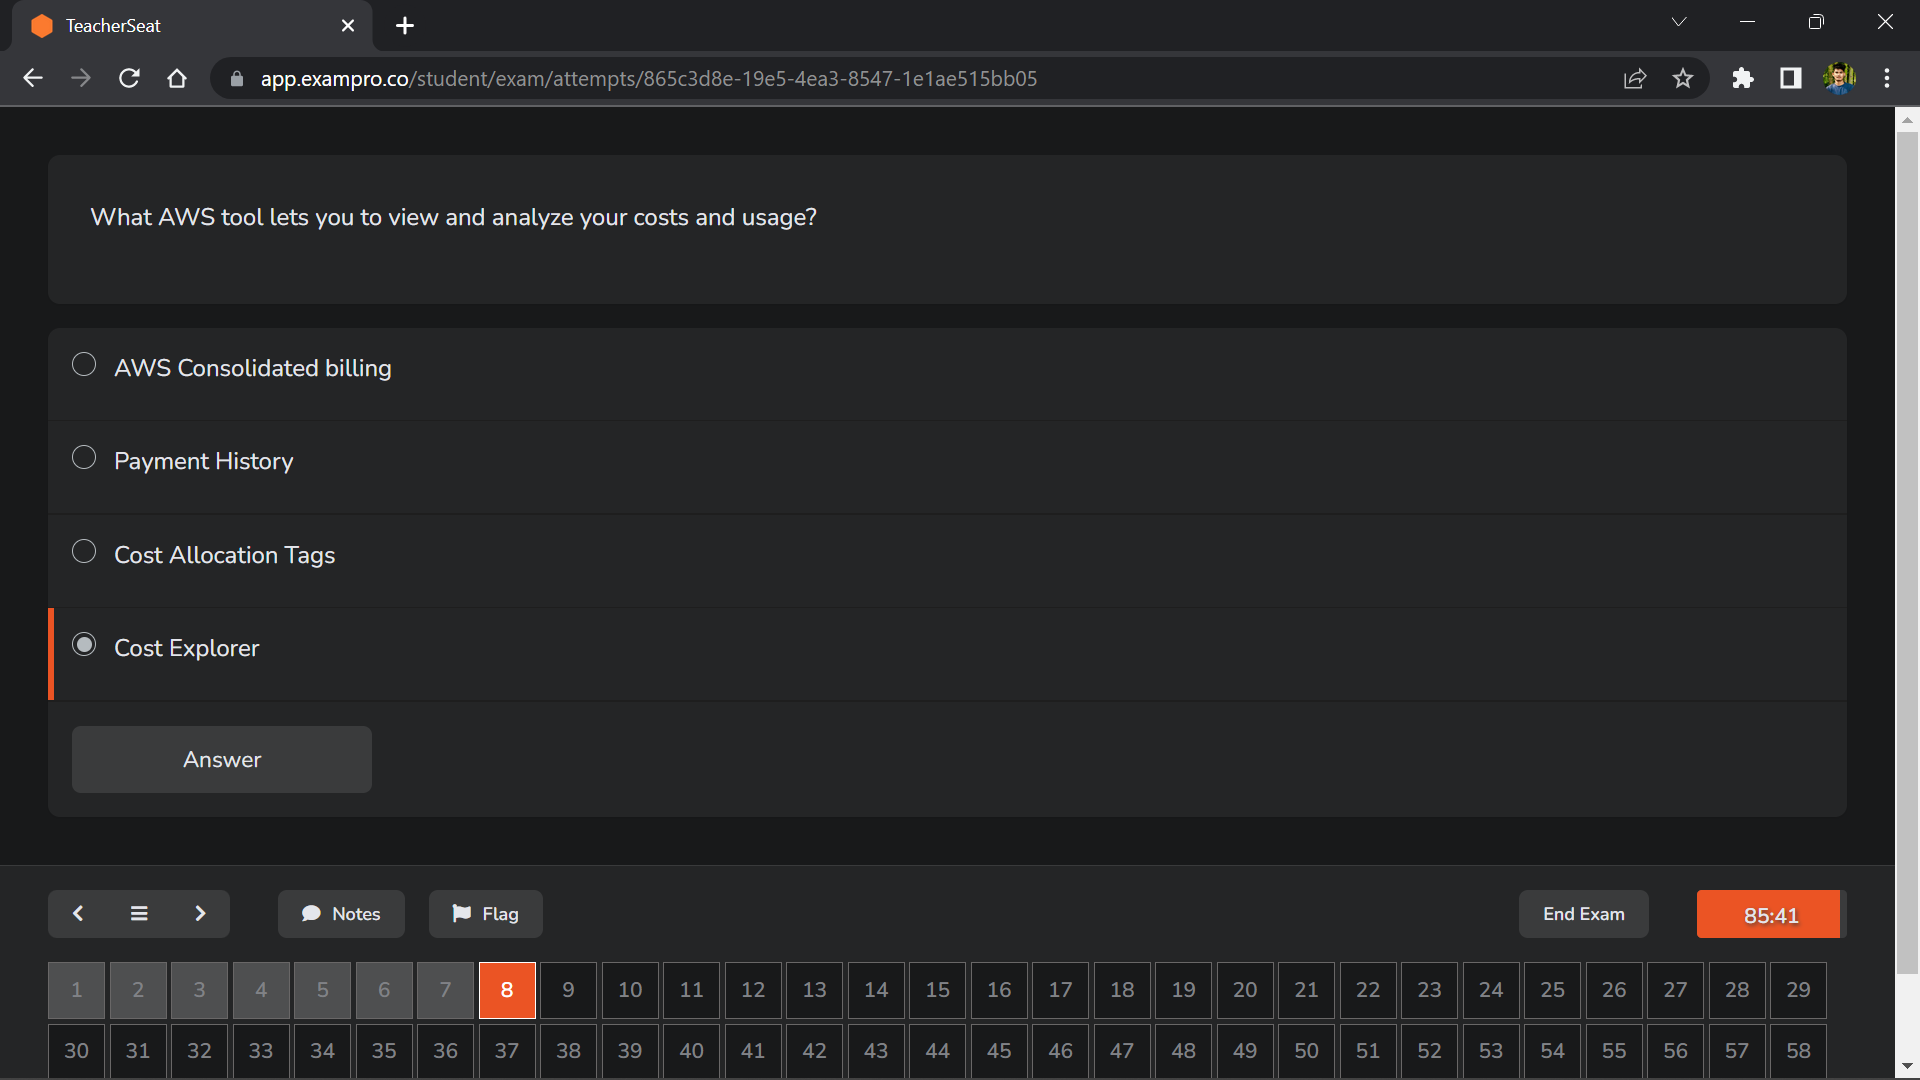 TeacherSeat
app.exampro.co/student/exam/attempts/865c3d8e-19e5-4ea3-8547-1e1ae515bb05
What AWS tool lets you to view and analyze your costs and usage?
AWS Consolidated billing
Payment History
Cost Allocation Tags
Cost Explorer
Answer
Notes Flag End Exam 85:41
1 2 3 4 5 6 7 8 9 10 11 12 13 14 15 16 17 18 19 20 21 22 23 24 25 26 27 28 29
30 31 32 33 34 35 36 37 38 39 40 41 42 43 44 45 46 47 48 49 50 51 52 53 54 55 56 57 58